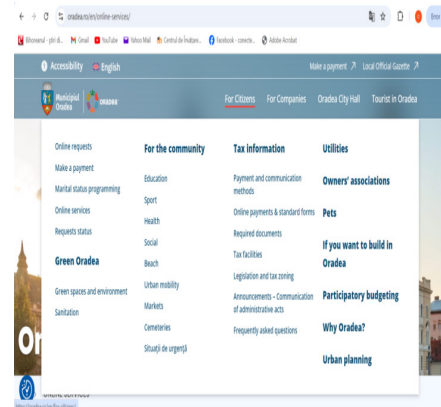 oradea.ro/en/online-services/
Bihoreanul - știri d...
Gmail
YouTube
Yahoo Mail
Centrul de Învățare...
Facebook - conecte...
Adobe Acrobat
Accessibility
English
Make a payment
Local Official Gazette
Municipiul
Oradea
ORADEA
For Citizens
For Companies
Oradea City Hall
Tourist in Oradea
Online requests
Make a payment
Marital status programming
Online services
Requests status
Green Oradea
Green spaces and environment
Sanitation
For the community
Education
Sport
Health
Social
Beach
Urban mobility
Markets
Cemeteries
Situații de urgență
Tax information
Payment and communication
methods
Online payments & standard forms
Required documents
Tax facilities
Legislation and tax zoning
Announcements – Communication
of administrative acts
Frequently asked questions
Utilities
Owners' associations
Pets
If you want to build in
Oradea
Participatory budgeting
Why Oradea?
Urban planning
Or
ONLINE SERVICES